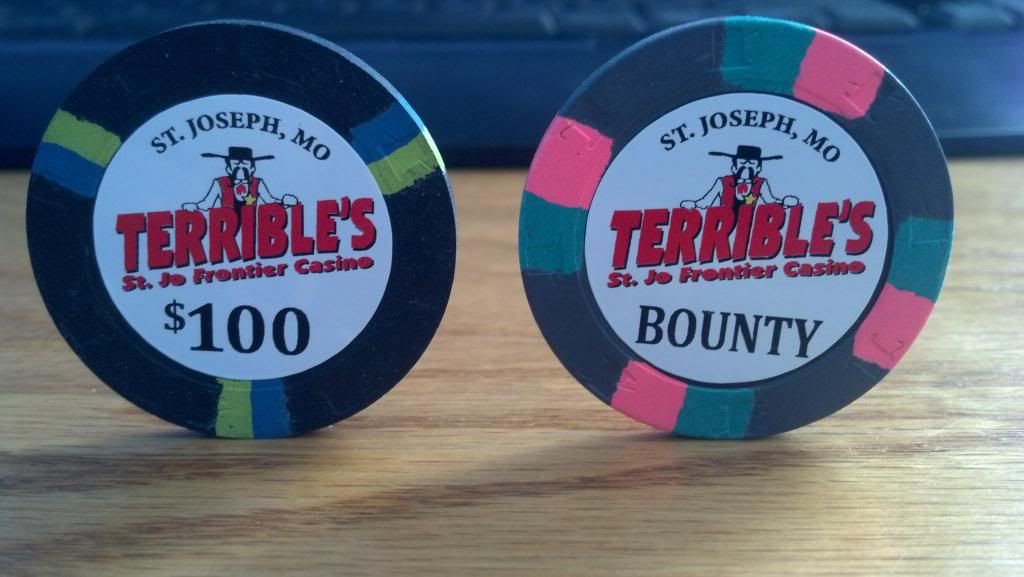 ST. JOSEPH, MO
TERRIBLE'S
St. Jo Frontier Casino
$100
ST. JOSEPH, MO
TERRIBLE'S
St. Jo Frontier Casino
BOUNTY